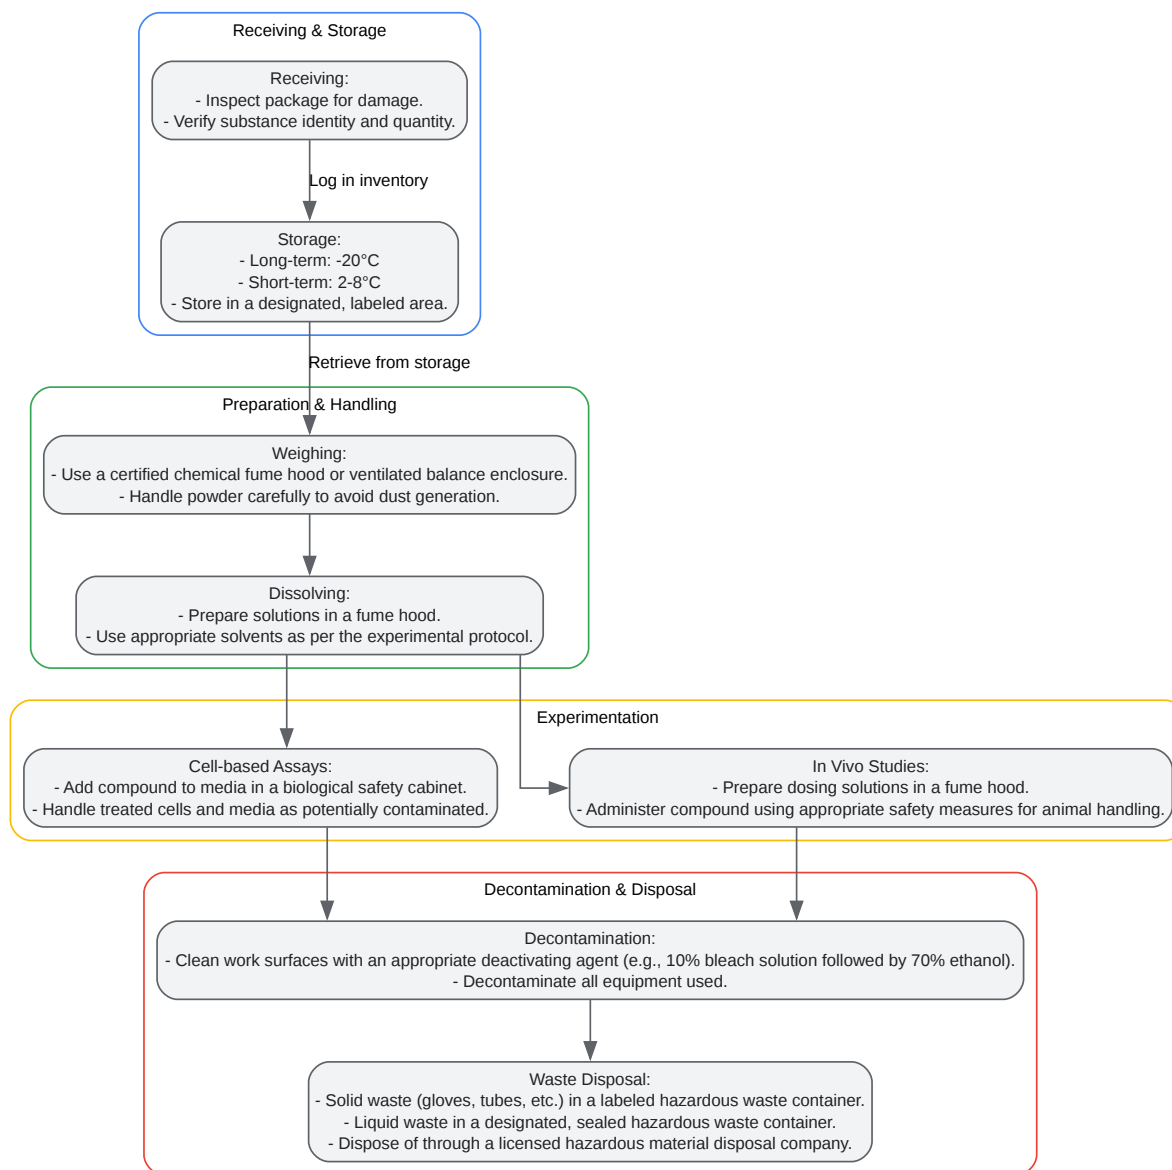 Receiving & Storage
Receiving:
- Inspect package for damage.
- Verify substance identity and quantity.
Log in inventory
Storage:
- Long-term: -20°C
- Short-term: 2-8°C
- Store in a designated, labeled area.
Retrieve from storage
Preparation & Handling
Weighing:
- Use a certified chemical fume hood or ventilated balance enclosure.
- Handle powder carefully to avoid dust generation.
Dissolving:
- Prepare solutions in a fume hood.
- Use appropriate solvents as per the experimental protocol.
Experimentation
Cell-based Assays:
- Add compound to media in a biological safety cabinet.
- Handle treated cells and media as potentially contaminated.
In Vivo Studies:
- Prepare dosing solutions in a fume hood.
- Administer compound using appropriate safety measures for animal handling.
Decontamination & Disposal
Decontamination:
- Clean work surfaces with an appropriate deactivating agent (e.g., 10% bleach solution followed by 70% ethanol).
- Decontaminate all equipment used.
Waste Disposal:
- Solid waste (gloves, tubes, etc.) in a labeled hazardous waste container.
- Liquid waste in a designated, sealed hazardous waste container.
- Dispose of through a licensed hazardous material disposal company.